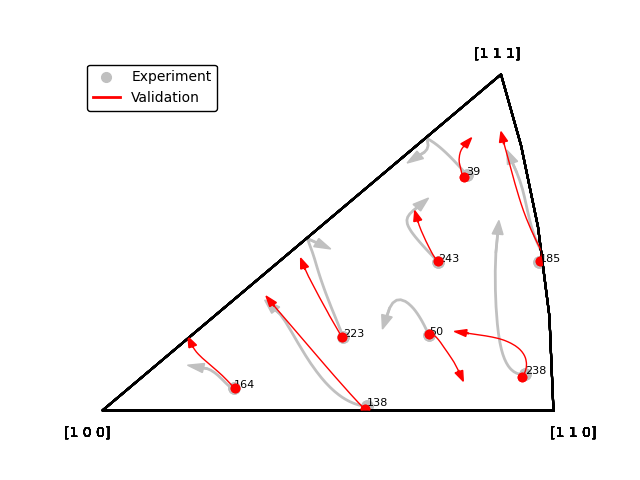 [1 1 1]
Experiment
Validation
39
243
185
223
50
164
138
238
[1 0 0]
[1 1 0]